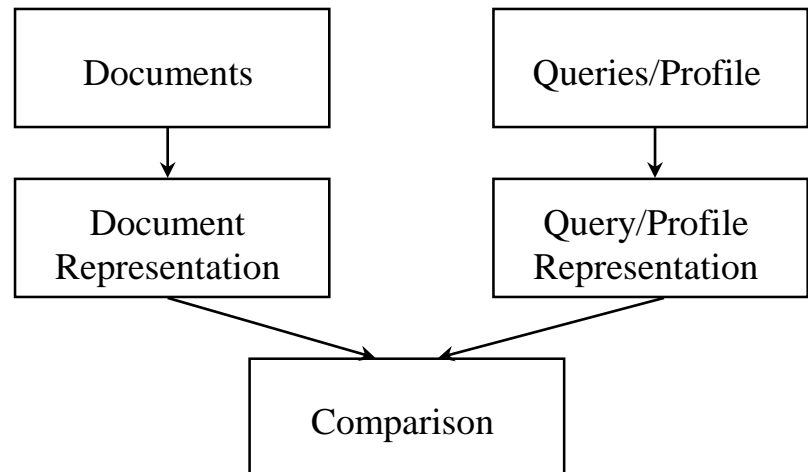 Documents
Queries/Profile
Document
Representation
Query/Profile
Representation
Comparison